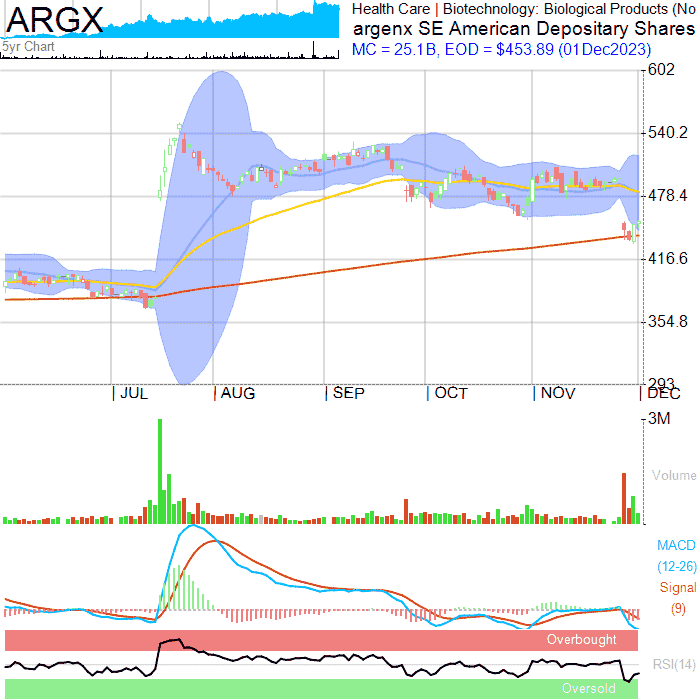 ARGX
5yr Chart
Health Care | Biotechnology: Biological Products (No
argenx SE American Depositary Shares
MC = 25.1B, EOD = $453.89 (01Dec2023)
602
540.2
478.4
416.6
354.8
293
JUL
AUG
SEP
OCT
NOV
DEC
3M
Volume
MACD
(12-26)
Signal
(9)
Overbought
RSI(14)
Oversold